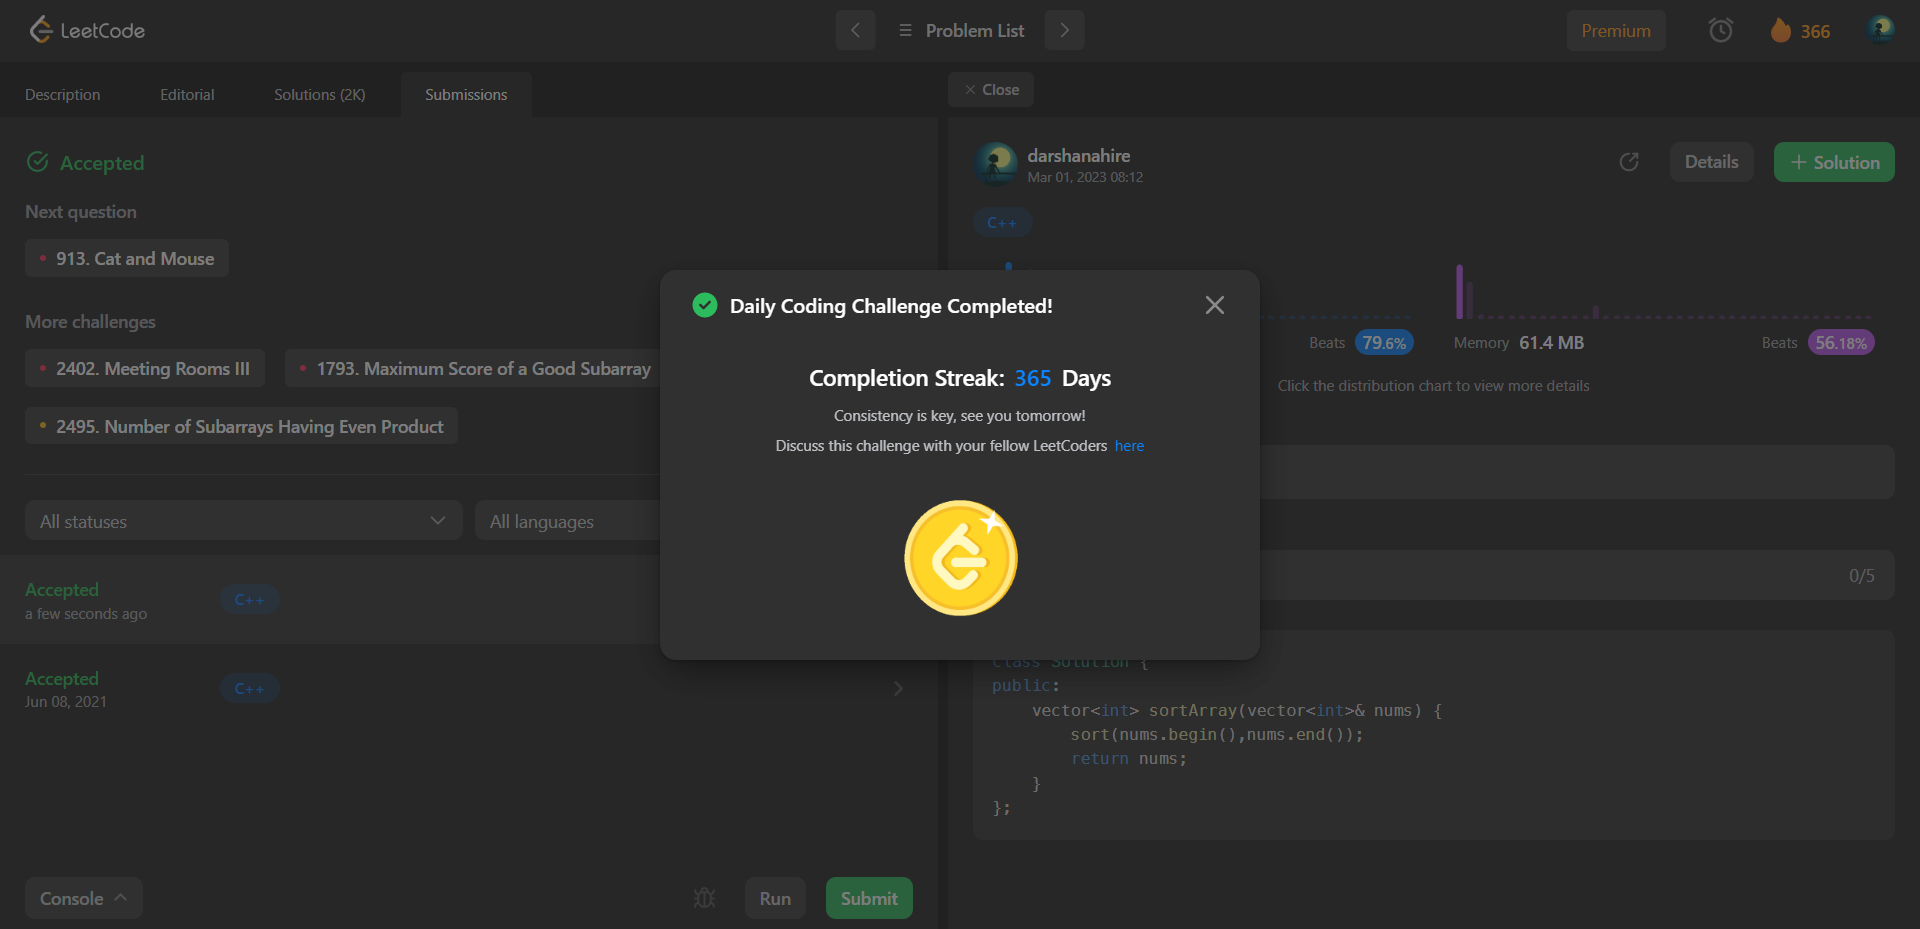 LeetCode
Problem List
Premium
366
Description
Editorial
Solutions (2K)
Submissions
Close
Accepted
Next question
913. Cat and Mouse
More challenges
2402. Meeting Rooms III
1793. Maximum Score of a Good Subarray
2495. Number of Subarrays Having Even Product
All statuses
All languages
Accepted
a few seconds ago
C++
Accepted
Jun 08, 2021
C++
Console
Run
Submit
Daily Coding Challenge Completed!
Completion Streak: 365 Days
Consistency is key, see you tomorrow!
Discuss this challenge with your fellow LeetCoders here
darshanahire
Mar 01, 2023 08:12
Details
+ Solution
C++
Beats 79.6%
Memory 61.4 MB
Beats 56.18%
Click the distribution chart to view more details
0/5
class Solution {
public:
    vector<int> sortArray(vector<int>& nums) {
        sort(nums.begin(),nums.end());
        return nums;
    }
};